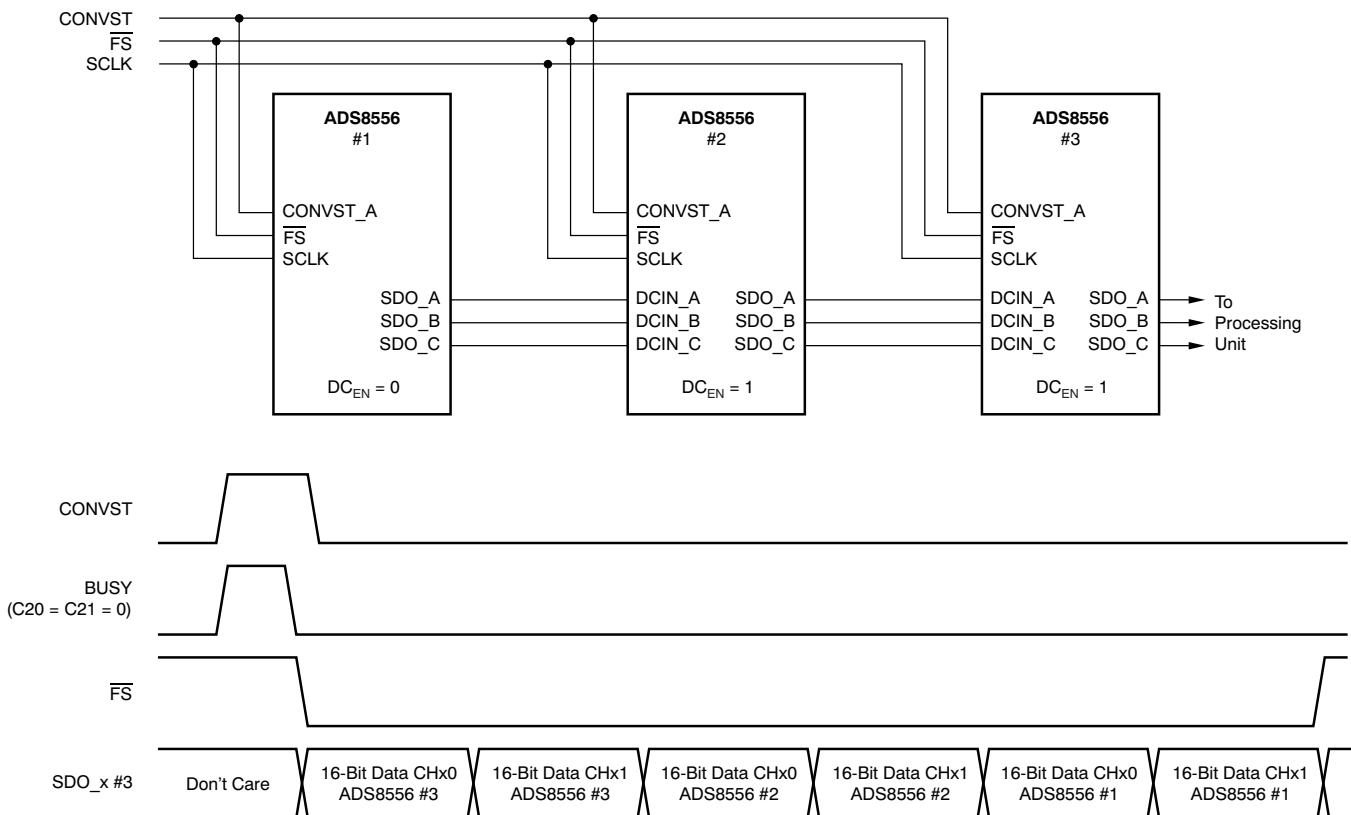 CONVST
FS
SCLK
ADS8556
#1
CONVST_A
FS
SCLK
SDO_A
SDO_B
SDO_C
DCEN = 0
ADS8556
#2
CONVST_A
FS
SCLK
DCIN_A SDO_A
DCIN_B SDO_B
DCIN_C SDO_C
DCEN = 1
ADS8556
#3
CONVST_A
FS
SCLK
DCIN_A SDO_A
DCIN_B SDO_B
DCIN_C SDO_C
DCEN = 1
To
Processing
Unit
CONVST
BUSY
(C20 = C21 = 0)
FS
SDO_x #3
Don't Care
16-Bit Data CHx0
ADS8556 #3
16-Bit Data CHx1
ADS8556 #3
16-Bit Data CHx0
ADS8556 #2
16-Bit Data CHx1
ADS8556 #2
16-Bit Data CHx0
ADS8556 #1
16-Bit Data CHx1
ADS8556 #1